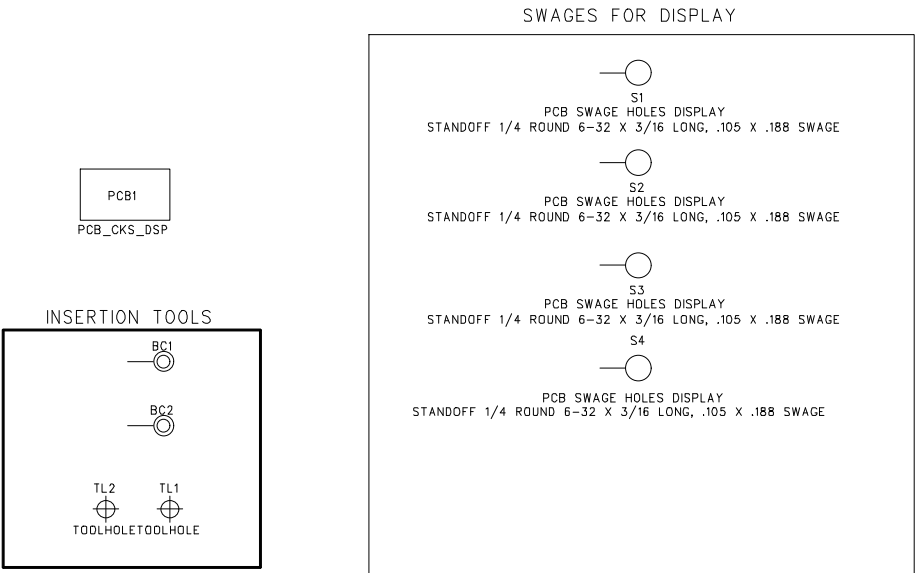 SWAGES FOR DISPLAY
S1
PCB SWAGE HOLES DISPLAY
STANDOFF 1/4 ROUND 6-32 X 3/16 LONG, .105 X .188 SWAGE
S2
PCB SWAGE HOLES DISPLAY
STANDOFF 1/4 ROUND 6-32 X 3/16 LONG, .105 X .188 SWAGE
S3
PCB SWAGE HOLES DISPLAY
STANDOFF 1/4 ROUND 6-32 X 3/16 LONG, .105 X .188 SWAGE
S4
PCB SWAGE HOLES DISPLAY
STANDOFF 1/4 ROUND 6-32 X 3/16 LONG, .105 X .188 SWAGE
PCB1
PCB_CKS_DSP
INSERTION TOOLS
BC1
BC2
TL2 TL1
TOOLHOLE TOOLHOLE